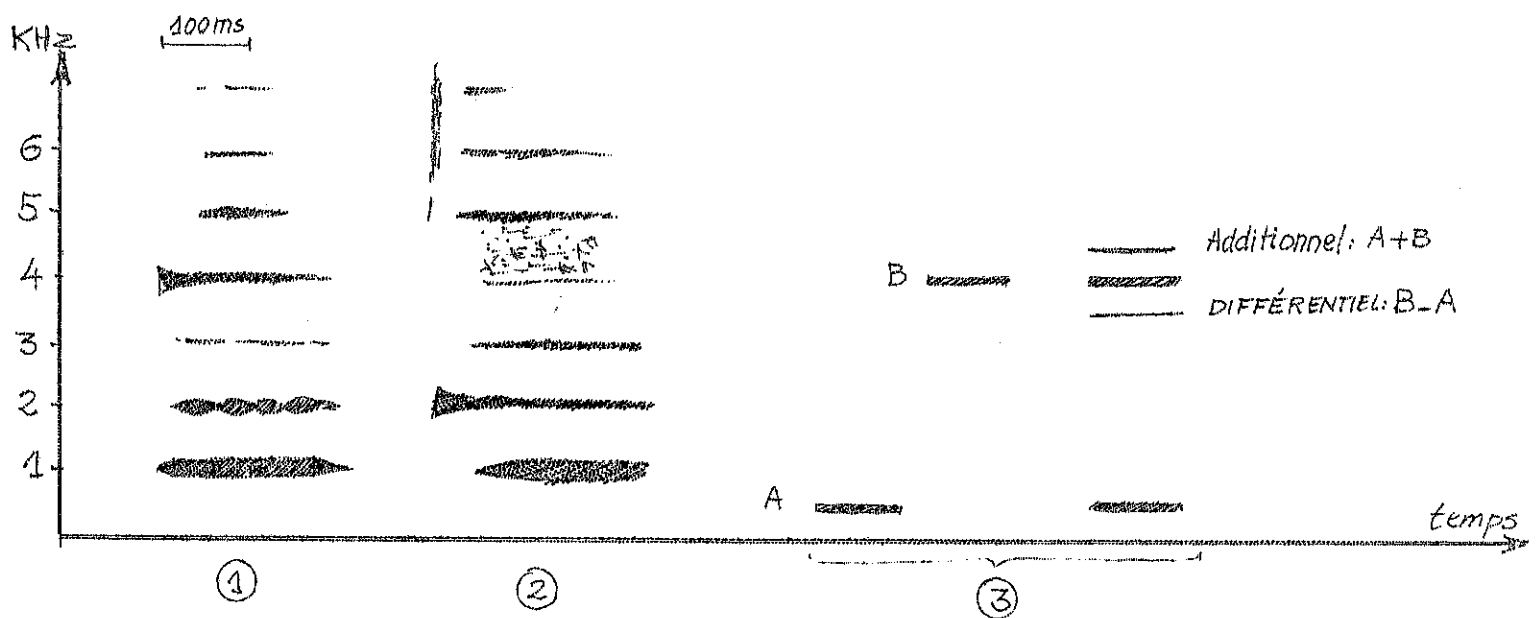 100ms
KHz
6
5
4
3
2
1
B
Additionnel: A+B
DIFFÉRENTIEL: B-A
A
temps
1
2
3